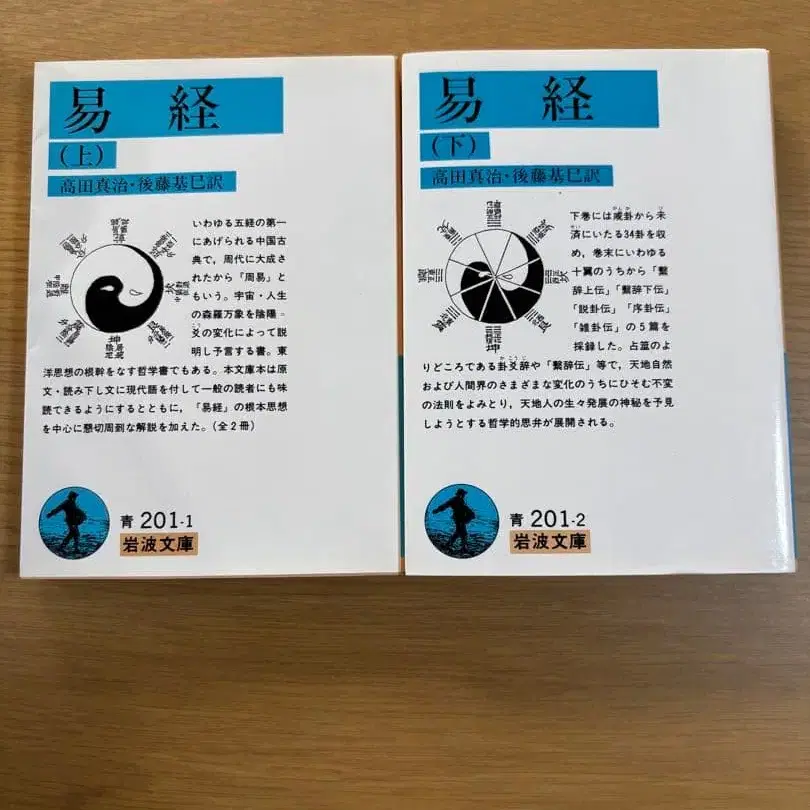 易 経
（上）
高田真治・後藤基巳訳
いわゆる五経の第一
にあげられる中国古
典で，周代に大成さ
れたから「周易」と
もいう。宇宙・人生
の森羅万象を陰陽二
爻の変化によって説
明し予言する書。東
洋思想の根幹をなす哲学書でもある。本文庫本は原
文・読み下し文に現代語を付して一般の読者にも味
読できるようにするとともに，「易経」の根本思想
を中心に懇切周到な解説を加えた。（全2冊）
坤
坎
青 201-1
岩波文庫
易 経
（下）
高田真治・後藤基巳訳
下巻には咸卦から未
済にいたる34卦を収
め，巻末にいわゆる
十翼のうちから「繫
辞上伝」「繫辞下伝」
「説卦伝」「序卦伝」
「雑卦伝」の5篇を
採録した。占筮のよ
りどころである卦爻辞や「繫辞伝」等で，天地自然
および人間界のさまざまな変化のうちにひそむ不変
の法則をよみとり，天地人の生々発展の神秘を予見
しようとする哲学的思弁が展開される。
坤
坎
青 201-2
岩波文庫